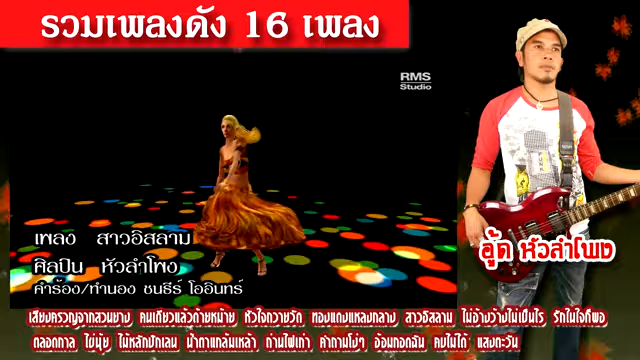 รวมเพลงดัง 16 เพลง
RMS
Studio
เพลง สาวอิสลาม
ศิลปิน หัวลำโพง
คำร้อง/ทำนอง ชนธีร์ โออินทร์
อู๊ด หัวลำโพง
เสียงครวญจากสวนยาง คนเดียวแล้วถ้ายหม้าย หัวใจถวายวัด ทองแดงแหลงกลาง สาวอิสลาม ไม่อ้างว้างไม่เป็นไร รักในใจก็พอ
ตลอดกาล ไข่นุ้ย ไม้หลักปักเลน น้ำตาแกล้มเหล้า ถ่านไฟเก่า คำถามโง่ๆ อ้อมกอดฉัน คบไม่ได้ แสงตะวัน